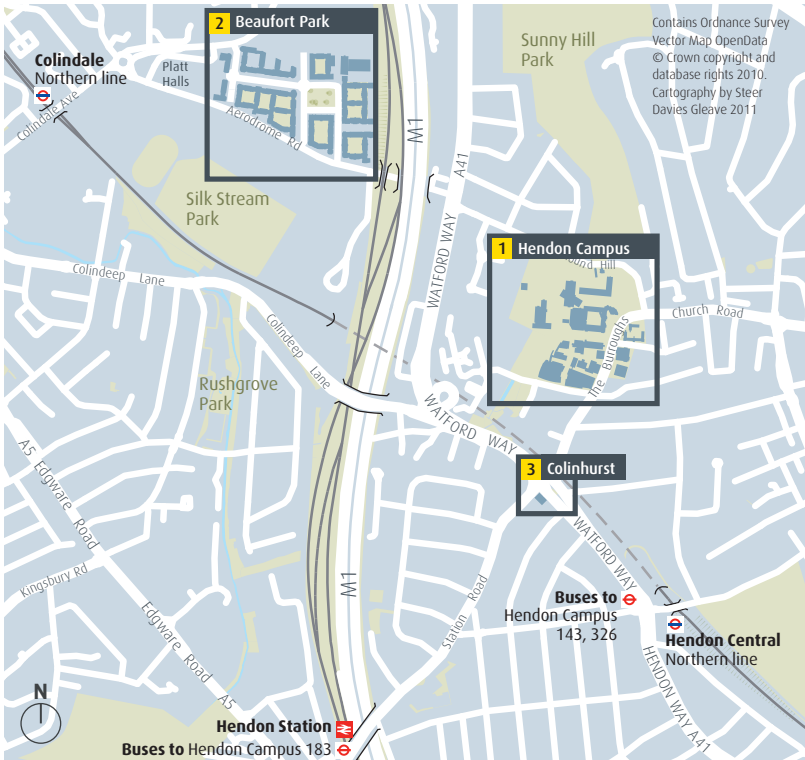 2 Beaufort Park
Contains Ordnance Survey
Vector Map OpenData
© Crown copyright and
database rights 2010.
Cartography by Steer
Davies Gleave 2011
Sunny Hill
Park
Colindale
Northern line
Platt
Halls
Colindale Ave
Aerodrome Rd
M1
A41
Silk Stream
Park
WATFORD WAY
1 Hendon Campus
ound Hill
Colindeep Lane
Church Road
The Burroughs
Colindeep Lane
Rushgrove
Park
WATFORD WAY
A5 Edgware Road
3 Colinhurst
WATFORD WAY
Kingsbury Rd
M1
Station Road
Buses to
Hendon Campus
143, 326
Edgware Road A5
Hendon Central
Northern line
HENDON WAY A41
N
Hendon Station
Buses to Hendon Campus 183